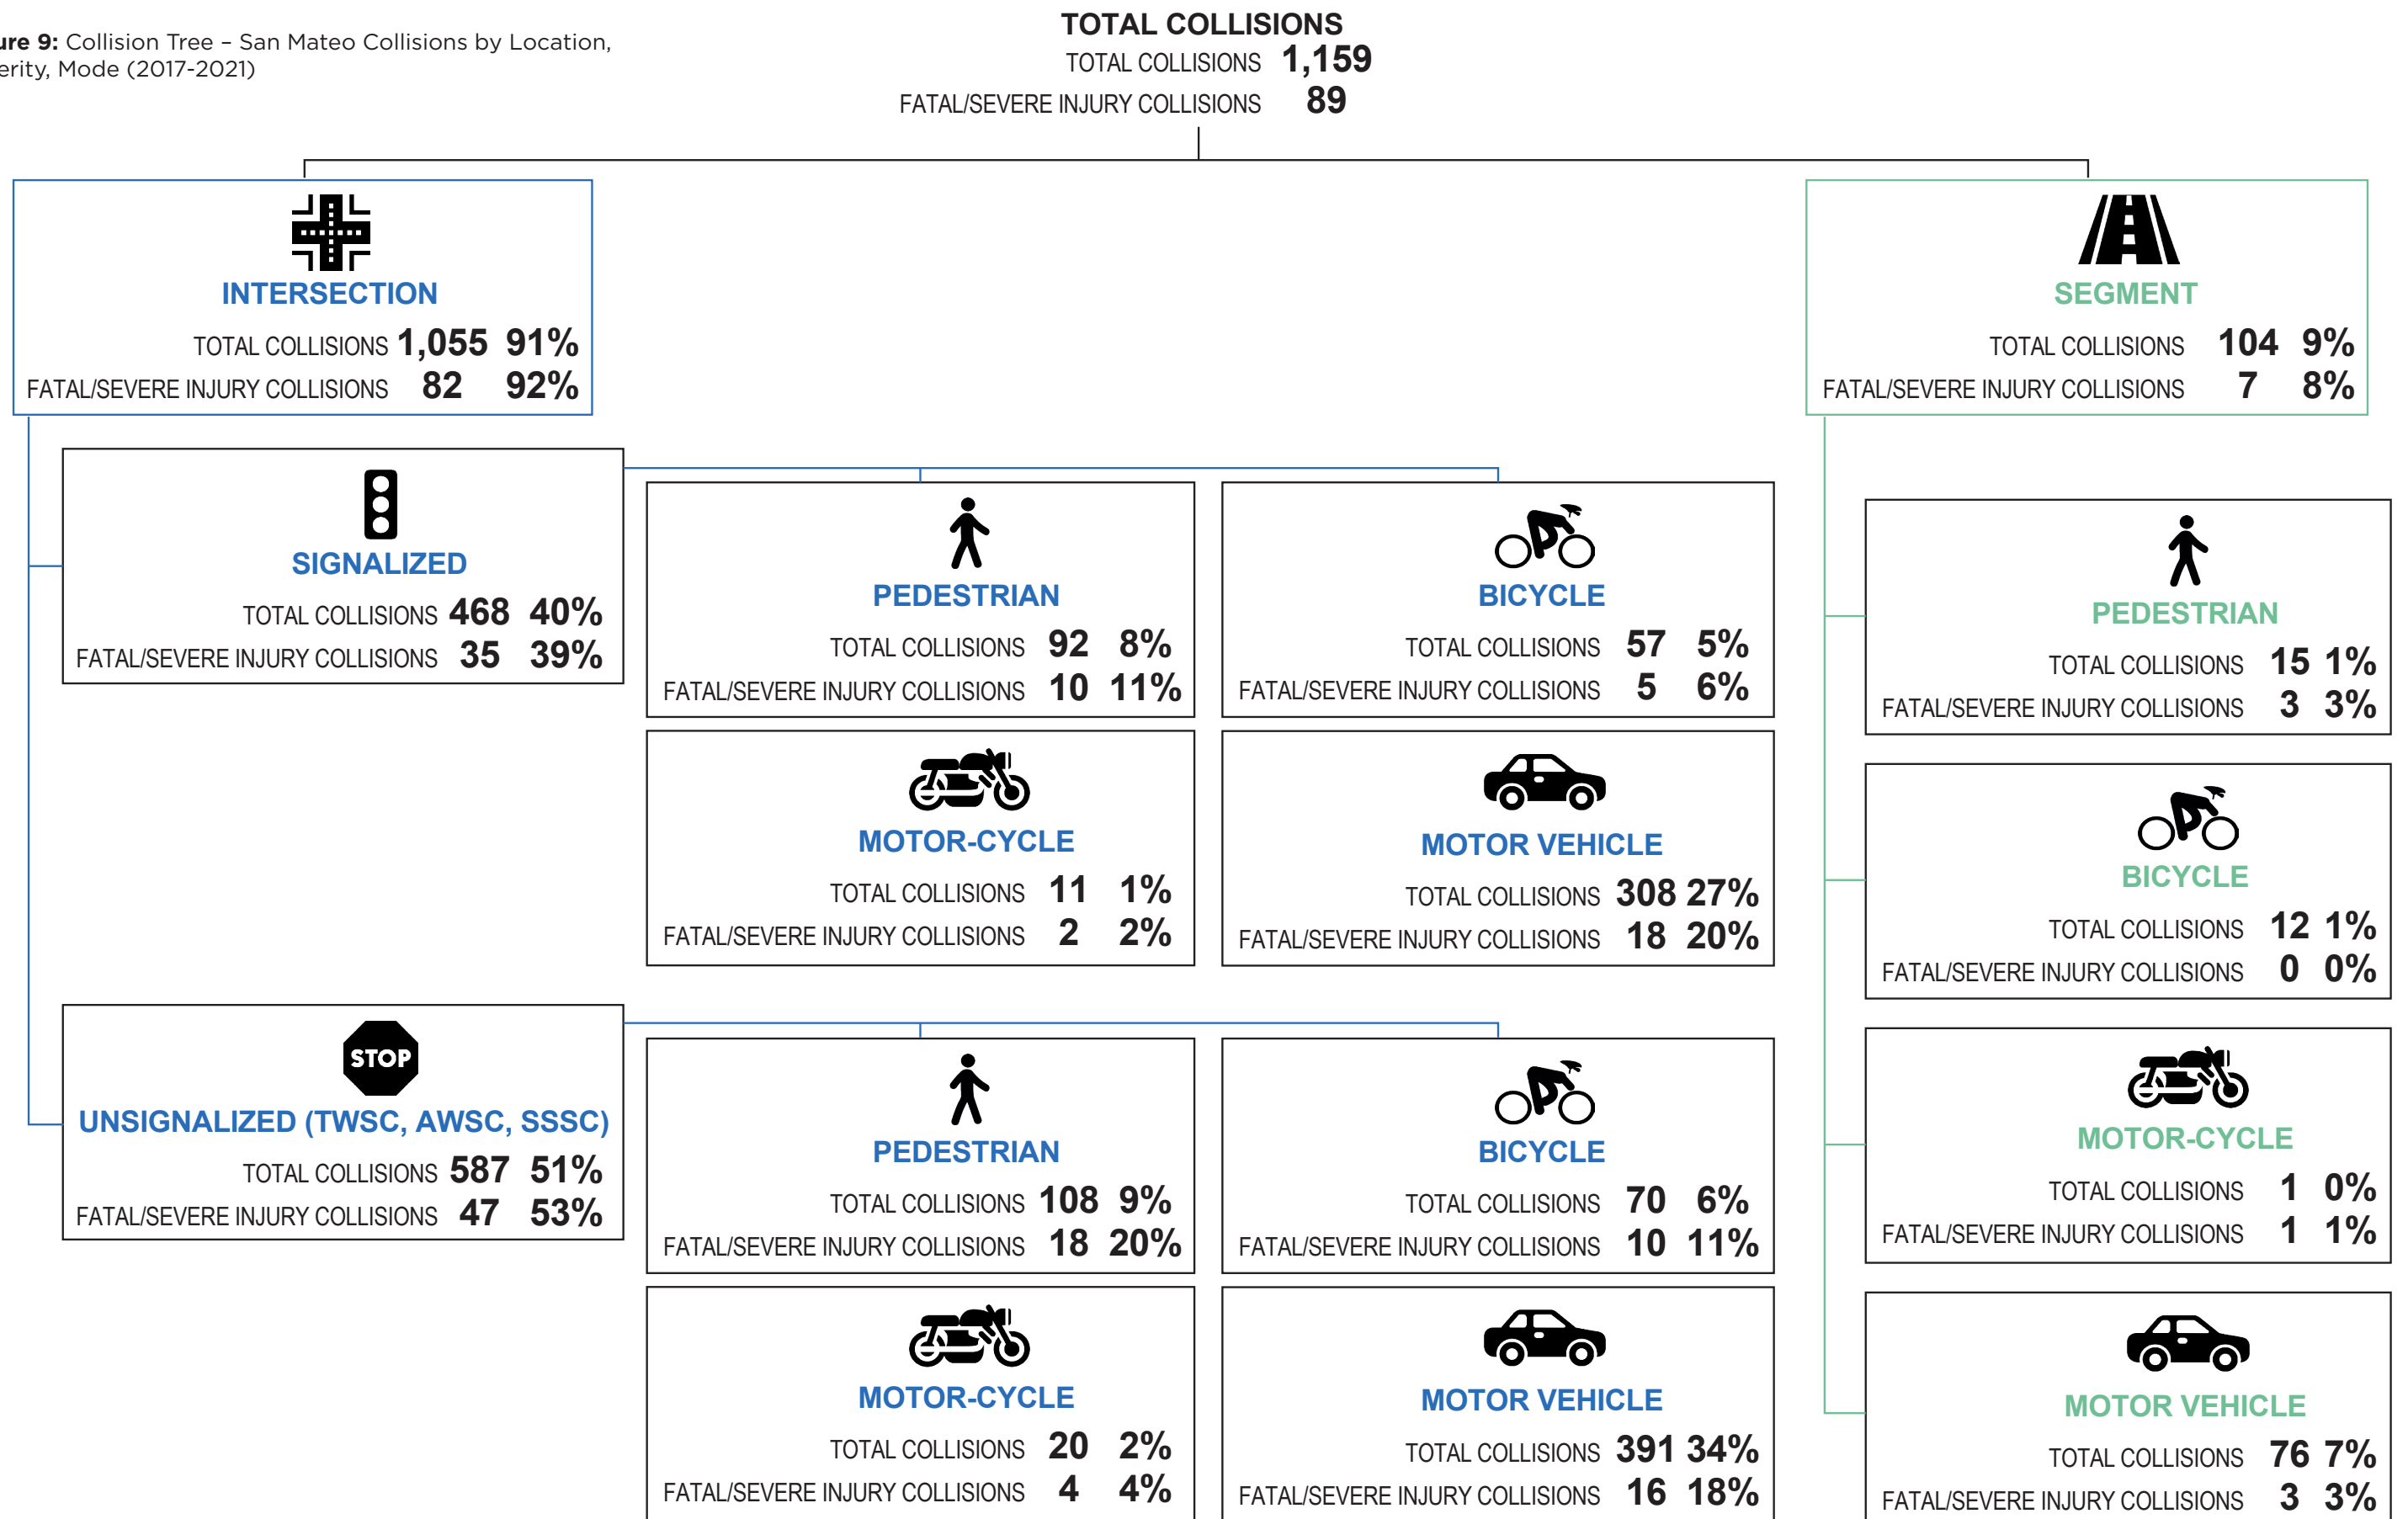 ure 9: Collision Tree – San Mateo Collisions by Location,
erity, Mode (2017-2021)
TOTAL COLLISIONS
TOTAL COLLISIONS 1,159
FATAL/SEVERE INJURY COLLISIONS 89
INTERSECTION
TOTAL COLLISIONS 1,055 91%
FATAL/SEVERE INJURY COLLISIONS 82 92%
SEGMENT
TOTAL COLLISIONS 104 9%
FATAL/SEVERE INJURY COLLISIONS 7 8%
SIGNALIZED
TOTAL COLLISIONS 468 40%
FATAL/SEVERE INJURY COLLISIONS 35 39%
PEDESTRIAN
TOTAL COLLISIONS 92 8%
FATAL/SEVERE INJURY COLLISIONS 10 11%
BICYCLE
TOTAL COLLISIONS 57 5%
FATAL/SEVERE INJURY COLLISIONS 5 6%
MOTOR-CYCLE
TOTAL COLLISIONS 11 1%
FATAL/SEVERE INJURY COLLISIONS 2 2%
MOTOR VEHICLE
TOTAL COLLISIONS 308 27%
FATAL/SEVERE INJURY COLLISIONS 18 20%
STOP
UNSIGNALIZED (TWSC, AWSC, SSSC)
TOTAL COLLISIONS 587 51%
FATAL/SEVERE INJURY COLLISIONS 47 53%
PEDESTRIAN
TOTAL COLLISIONS 108 9%
FATAL/SEVERE INJURY COLLISIONS 18 20%
BICYCLE
TOTAL COLLISIONS 70 6%
FATAL/SEVERE INJURY COLLISIONS 10 11%
MOTOR-CYCLE
TOTAL COLLISIONS 20 2%
FATAL/SEVERE INJURY COLLISIONS 4 4%
MOTOR VEHICLE
TOTAL COLLISIONS 391 34%
FATAL/SEVERE INJURY COLLISIONS 16 18%
PEDESTRIAN
TOTAL COLLISIONS 15 1%
FATAL/SEVERE INJURY COLLISIONS 3 3%
BICYCLE
TOTAL COLLISIONS 12 1%
FATAL/SEVERE INJURY COLLISIONS 0 0%
MOTOR-CYCLE
TOTAL COLLISIONS 1 0%
FATAL/SEVERE INJURY COLLISIONS 1 1%
MOTOR VEHICLE
TOTAL COLLISIONS 76 7%
FATAL/SEVERE INJURY COLLISIONS 3 3%